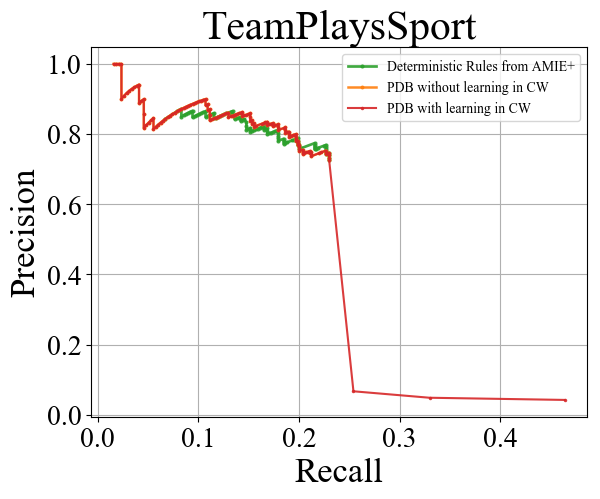 TeamPlaysSport
Deterministic Rules from AMIE+
PDB without learning in CW
PDB with learning in CW
Precision
1.0
0.8
0.6
0.4
0.2
0.0
0.0 0.1 0.2 0.3 0.4
Recall